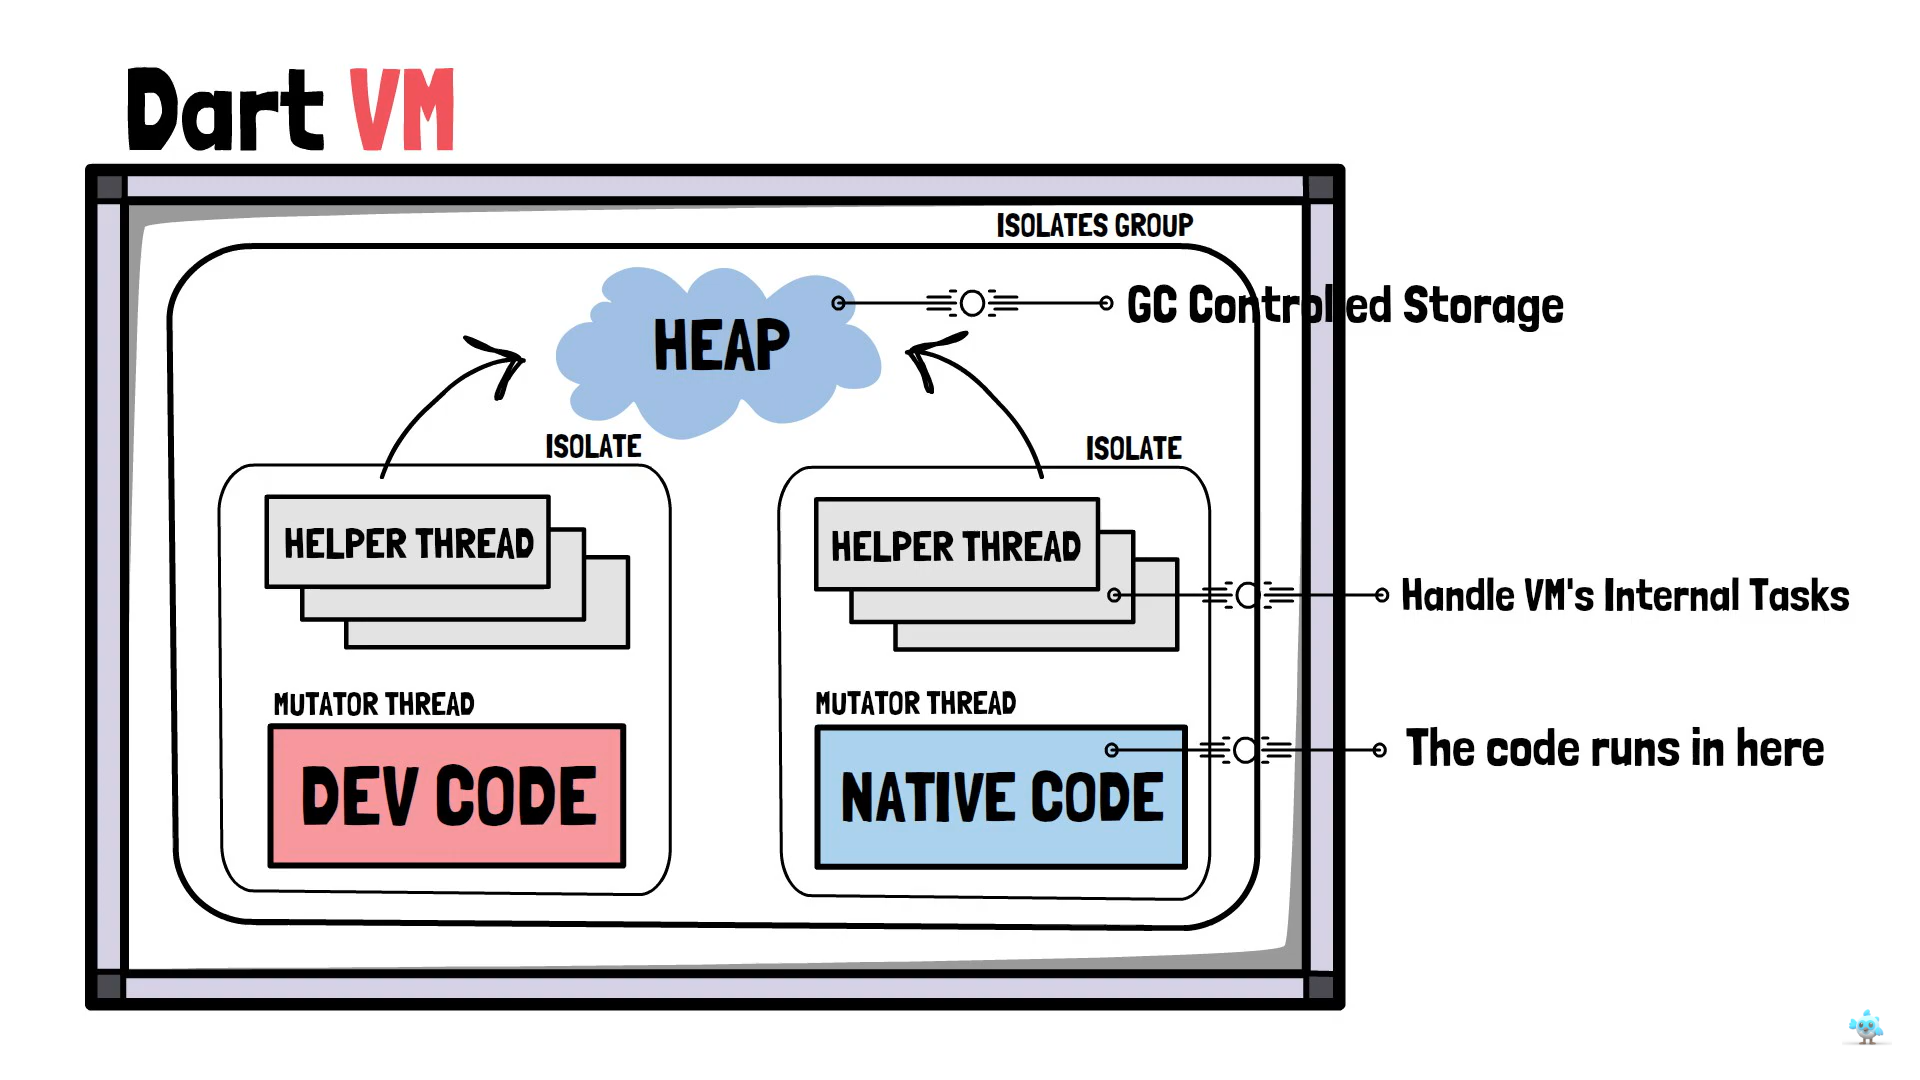 Dart VM
ISOLATES GROUP
HEAP
GC Controlled Storage
ISOLATE
ISOLATE
HELPER THREAD
HELPER THREAD
Handle VM's Internal Tasks
MUTATOR THREAD
MUTATOR THREAD
The code runs in here
DEV CODE
NATIVE CODE